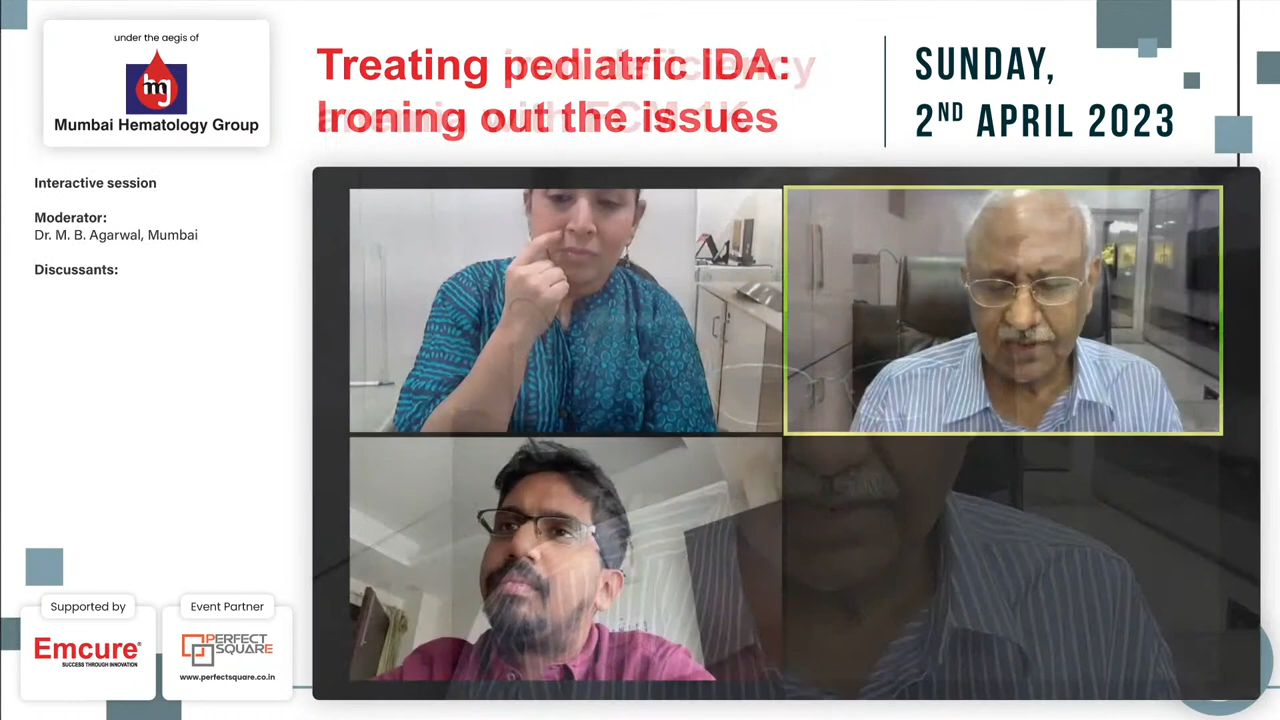 under the aegis of
Mumbai Hematology Group
Treating pediatric IDA:
Ironing out the issues
SUNDAY,
2ND APRIL 2023
Interactive session
Moderator:
Dr. M. B. Agarwal, Mumbai
Discussants:
Supported by
Emcure®
SUCCESS THROUGH INNOVATION
Event Partner
PERFECT
SQUARE
www.perfectsquare.co.in